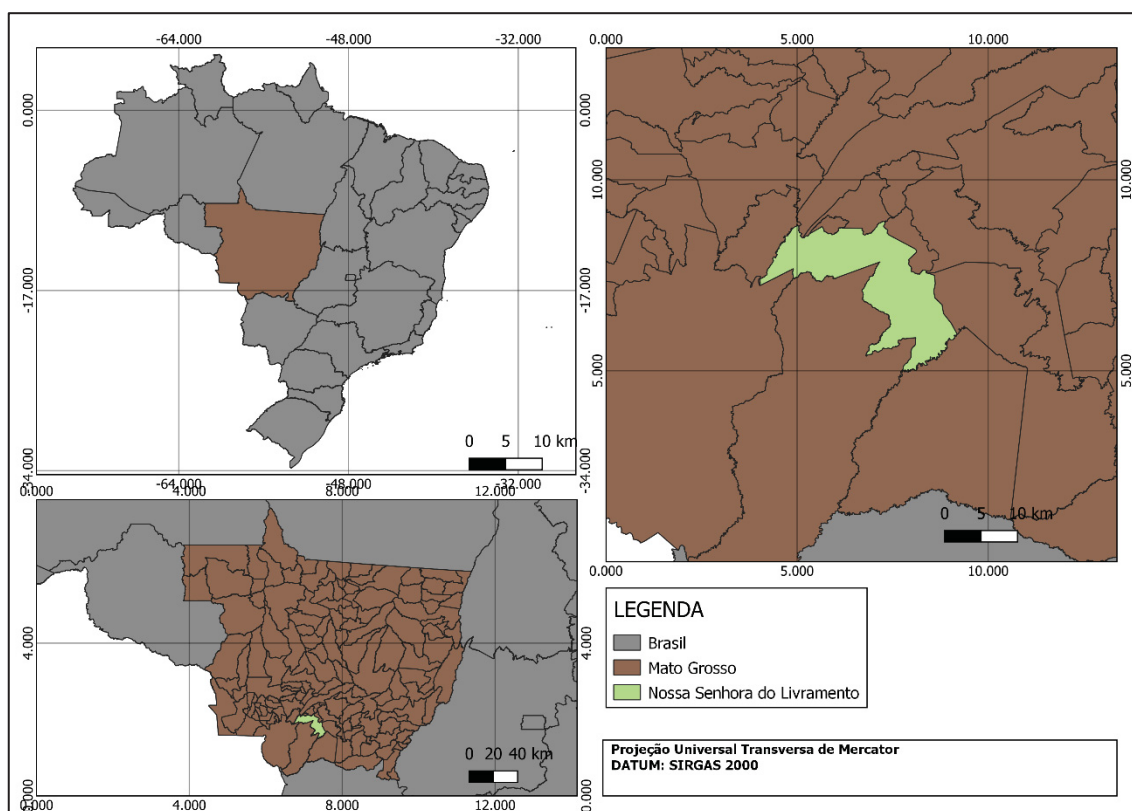 -64.000 -48.000 -32.000
0.000 0.000
-17.000 -17.000
-34.000 -34.000
0 5 10 km
-64.000 -48.000 -32.000
0.000 5.000 10.000
10.000 10.000
5.000 5.000
0 5 10 km
0.000 5.000 10.000
0.000 4.000 8.000 12.000
4.000 4.000
0.000 0.000
0 20 40 km
4.000 8.000 12.000
LEGENDA
Brasil
Mato Grosso
Nossa Senhora do Livramento
Projeção Universal Transversa de Mercator
DATUM: SIRGAS 2000